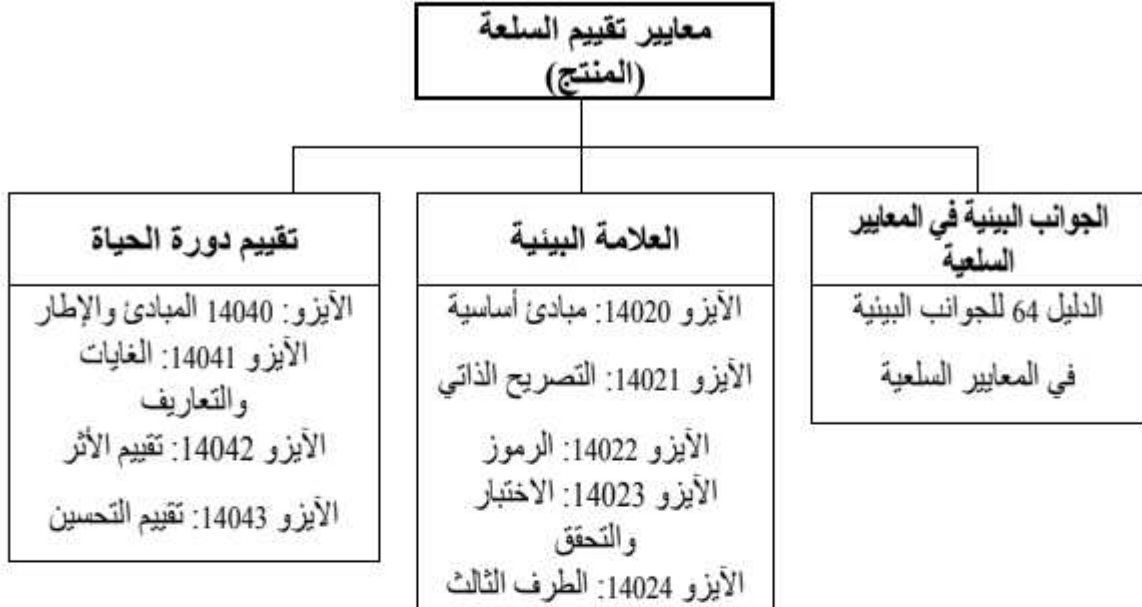 معايير تقييم السلعة
(المنتج)
الجوانب البيئية في المعايير
السلعية
الدليل 64 للجوانب البيئية
في المعايير السلعية
العلامة البيئية
الآيزو 14020: مبادئ أساسية
الآيزو 14021: التصريح الذاتي
الآيزو 14022: الرموز
الآيزو 14023: الاختبار
والتحقق
الآيزو 14024: الطرف الثالث
تقييم دورة الحياة
الآيزو: 14040 المبادئ والإطار
الآيزو 14041: الغايات
والتعاريف
الآيزو 14042: تقييم الأثر
الآيزو 14043: تقييم التحسين